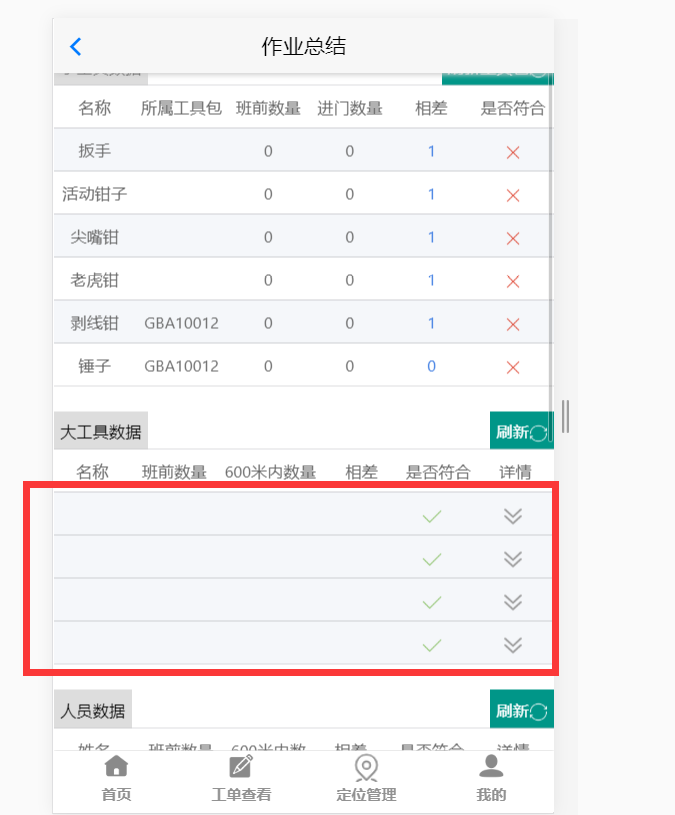 作业总结
名称 所属工具包 班前数量 进门数量 相差 是否符合
扳手 0 0 1
活动钳子 0 0 1
尖嘴钳 0 0 1
老虎钳 0 0 1
剥线钳 GBA10012 0 0 1
锤子 GBA10012 0 0 0
大工具数据 刷新
名称 班前数量 600米内数量 相差 是否符合 详情
人员数据 刷新
姓名 班前数量 600米内数 相差 是否符合 详情
首页 工单查看 定位管理 我的